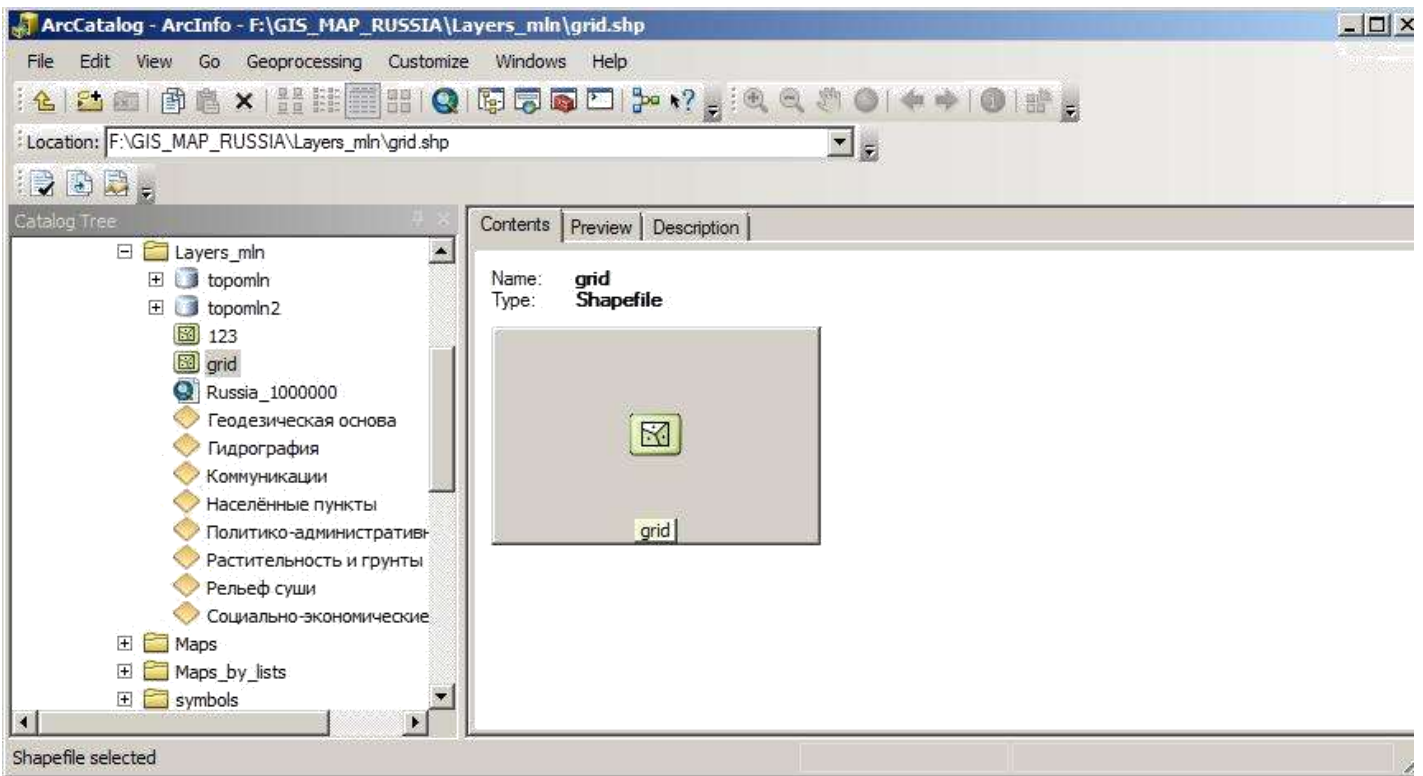 ArcCatalog - ArcInfo - F:\GIS_MAP_RUSSIA\Layers_mln\grid.shp
File Edit View Go Geoprocessing Customize Windows Help
Location: F:\GIS_MAP_RUSSIA\Layers_mln\grid.shp
Catalog Tree
Layers_mln
topomln
topomln2
123
grid
Russia_1000000
Геодезическая основа
Гидрография
Коммуникации
Населённые пункты
Политико-административн
Растительность и грунты
Рельеф суши
Социально-экономические
Maps
Maps_by_lists
symbols
Contents Preview Description
Name: grid
Type: Shapefile
grid
Shapefile selected